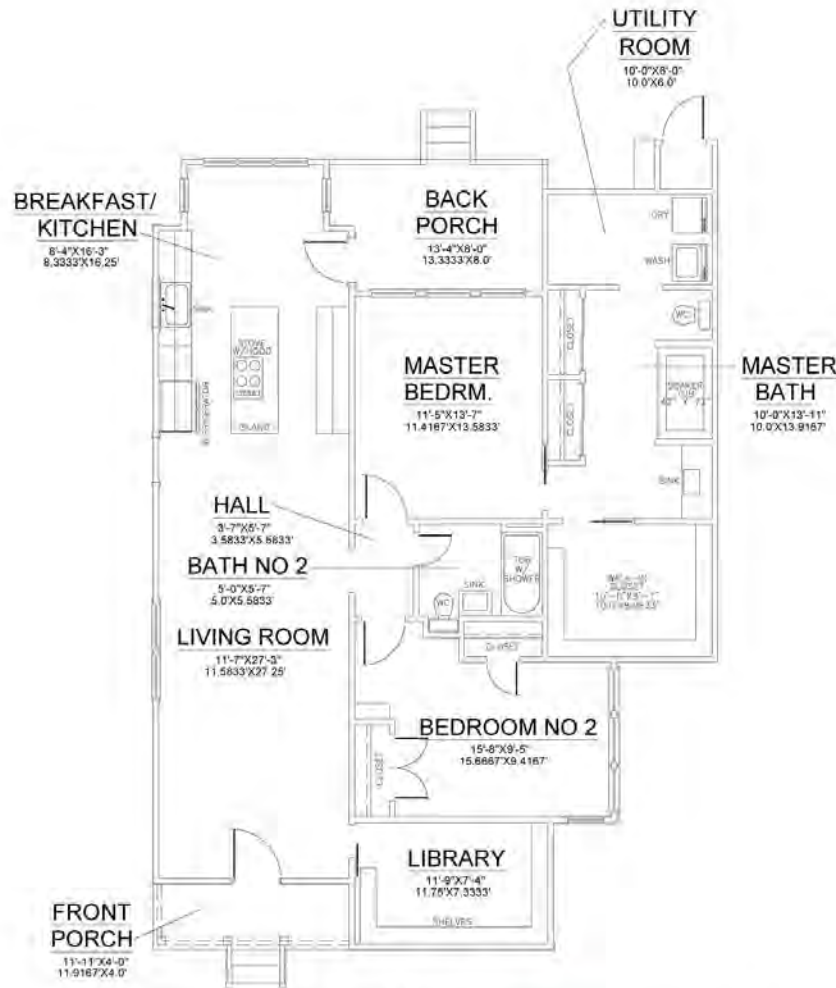 UTILITY
ROOM
10'-0"X6'-0"
10.0'X6.0'
BREAKFAST/
KITCHEN
8'-4"X16'-3"
8.3333'X16.25'
BACK
PORCH
13'-4"X8'-0"
13.3333'X8.0'
DRY
WASH
SINK
STOVE
W/HOOD
ISLAND
REFRIGERATOR
CLOSET
CLOSET
WC
MASTER
BEDRM.
11'-5"X13'-7"
11.4167'X13.5833'
MASTER
BATH
10'-0"X13'-11"
10.0'X13.9167'
SINK
HALL
3'-7"X5'-7"
3.5833'X5.5833'
BATH NO 2
5'-0"X5'-7"
5.0'X5.5833'
TUB
W/
SHOWER
SINK
WC
CLOSET
LIVING ROOM
11'-7"X27'-3"
11.5833'X27.25'
BEDROOM NO 2
15'-8"X9'-5"
15.6667'X9.4167'
CLOSET
LIBRARY
11'-9"X7'-4"
11.75'X7.3333'
SHELVES
FRONT
PORCH
11'-11"X4'-0"
11.9167'X4.0'